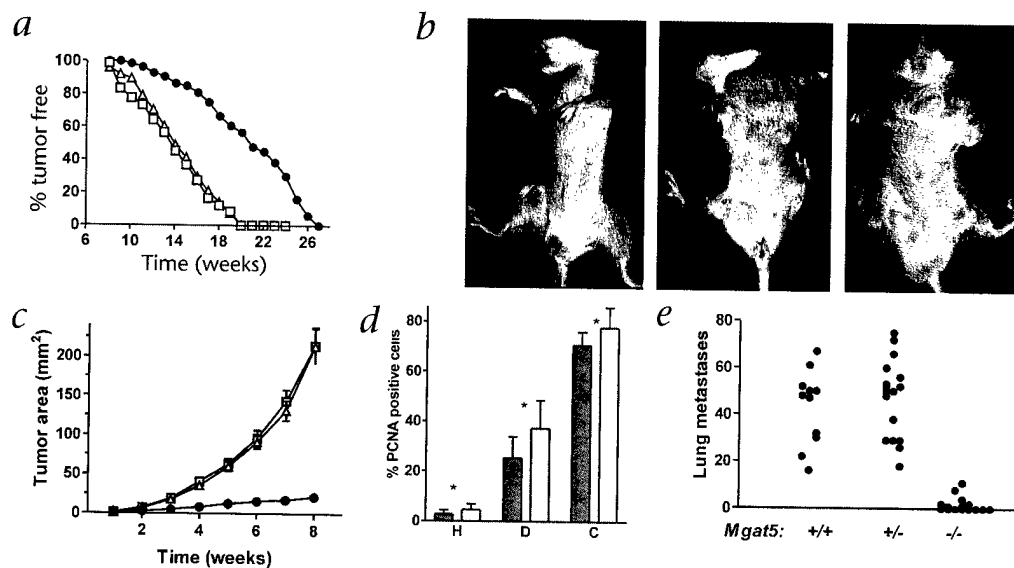 a
% tumor free
100
80
60
40
20
0
6 10 14 18 22 26
Time (weeks)
b
c
Tumor area (mm²)
200
150
100
50
0
2 4 6 8
Time (weeks)
d
% PCNA positive cells
80
60
40
20
0
* * *
H D C
e
Lung metastases
80
60
40
20
0
Mgat5: +/+ +/- -/-